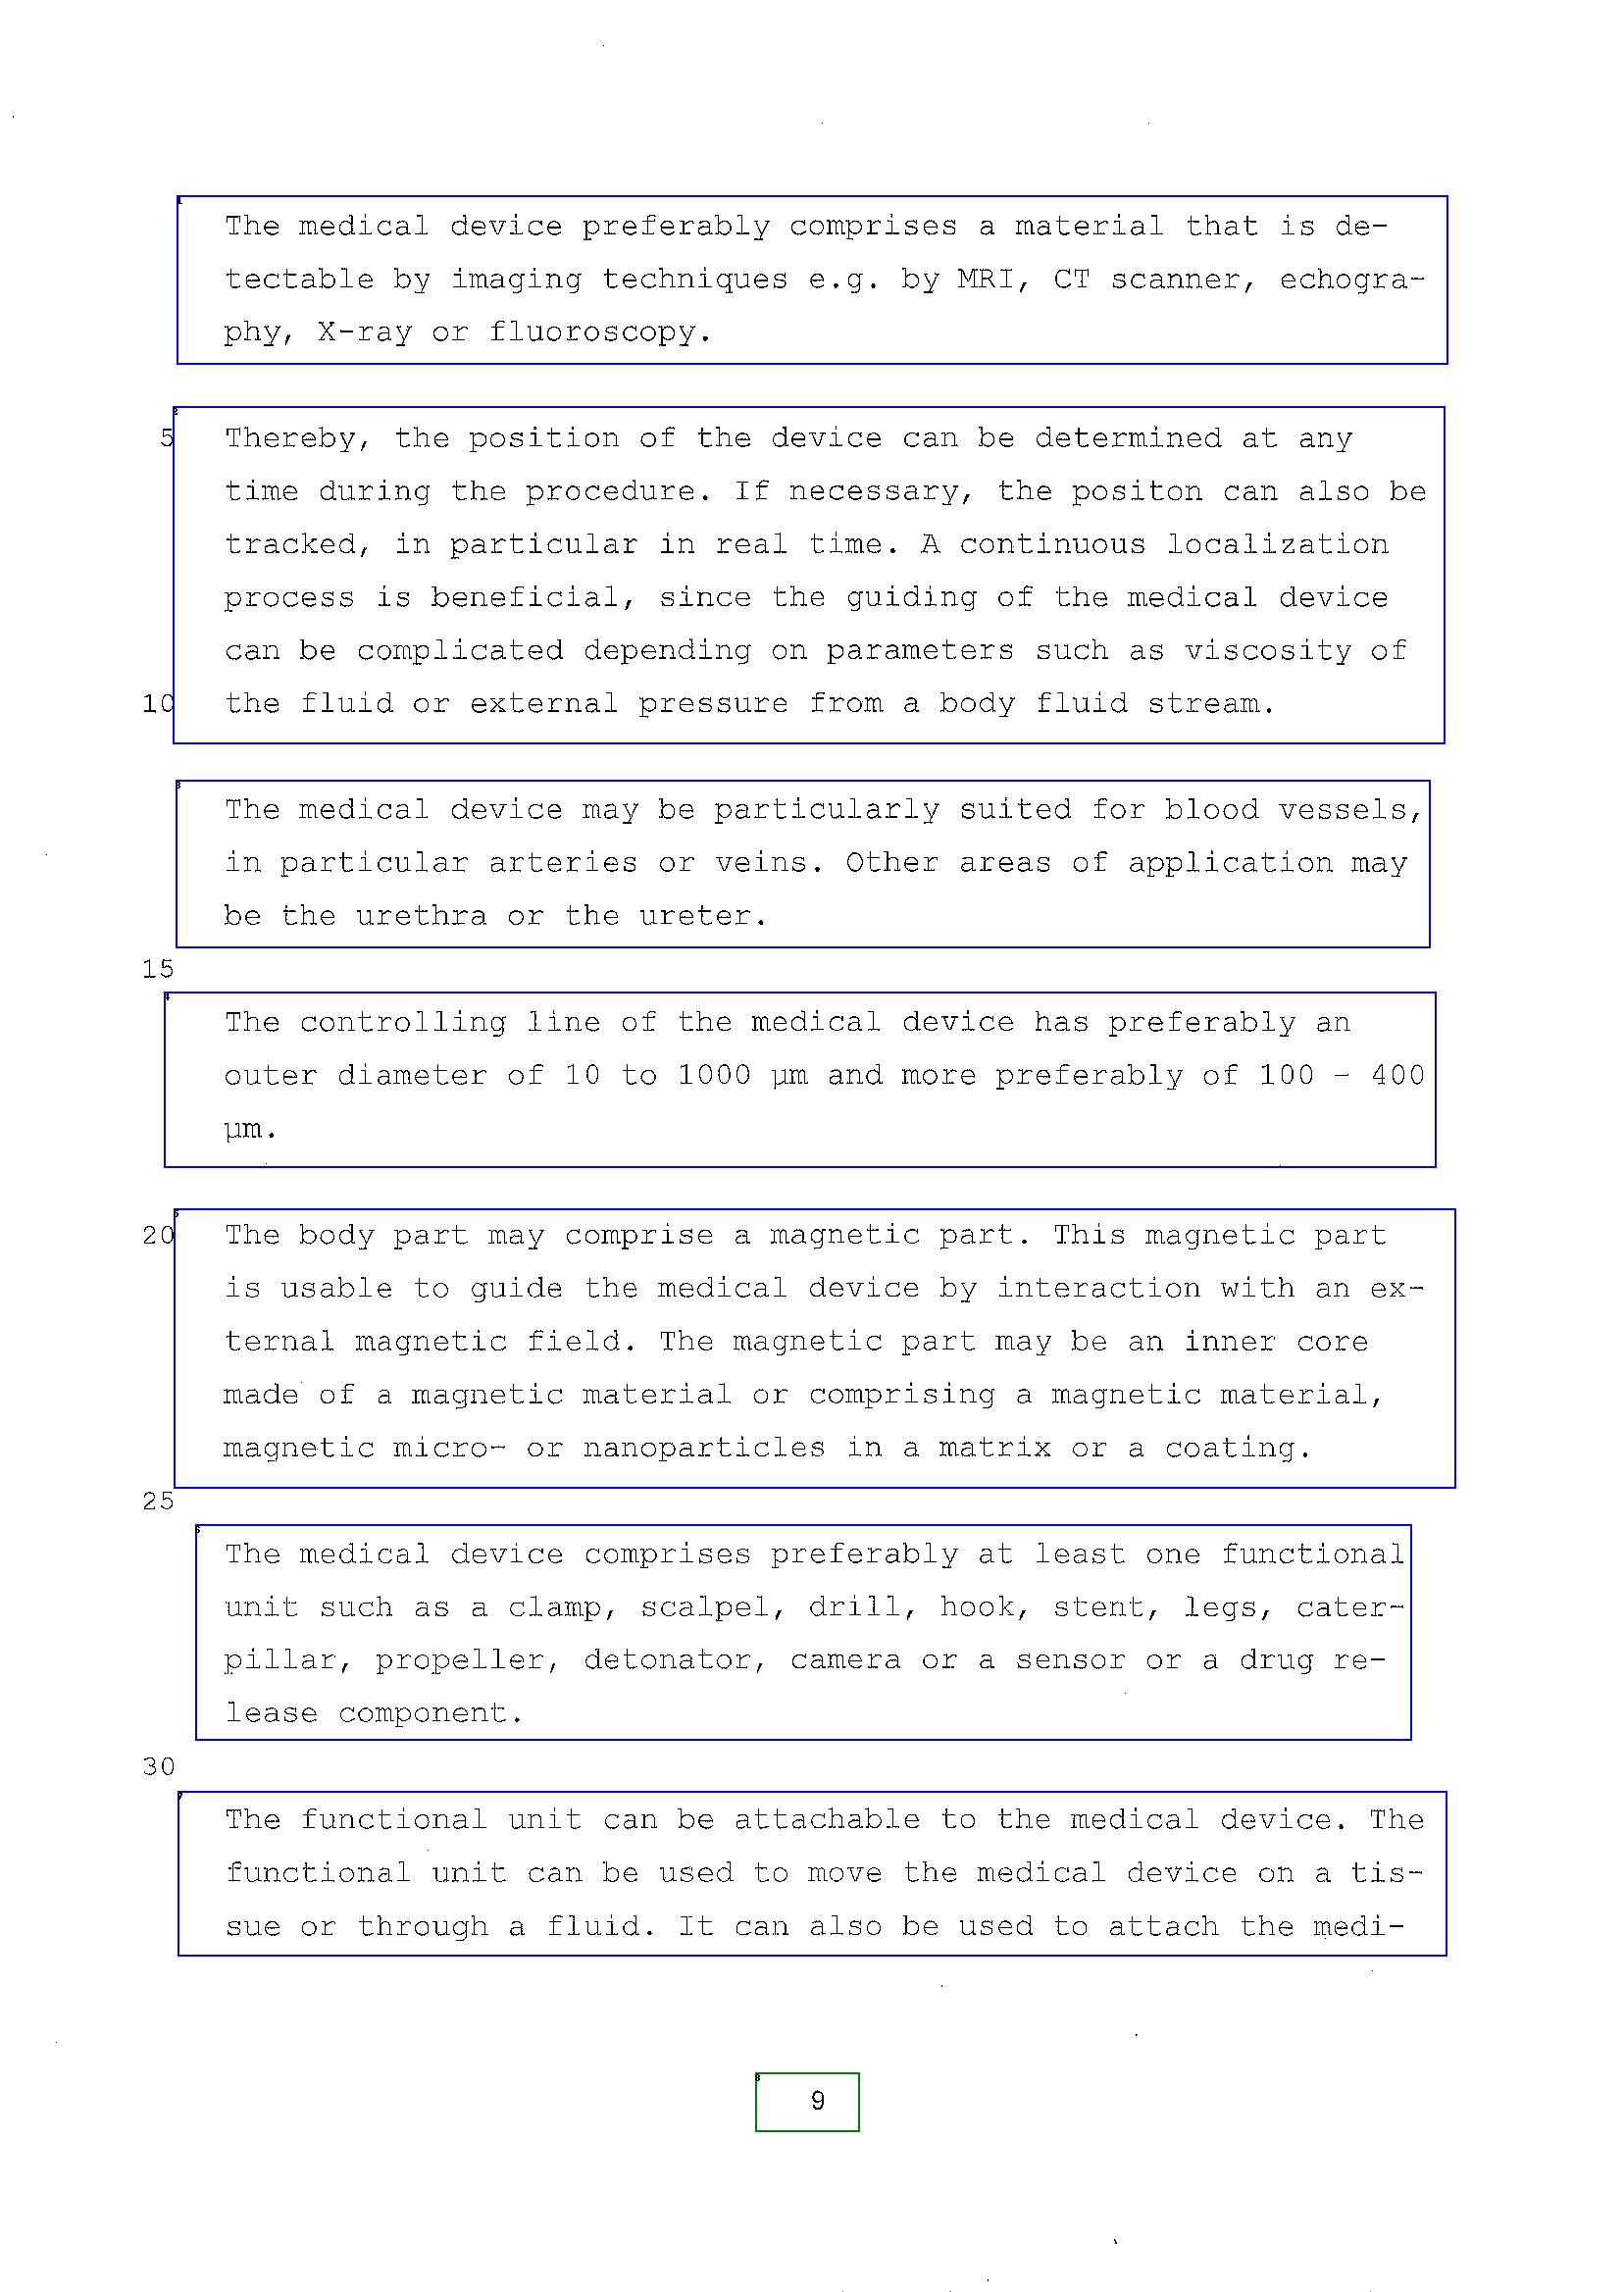 The medical device preferably comprises a material that is de-
tectable by imaging techniques e.g. by MRI, CT scanner, echogra-
phy, X-ray or fluoroscopy.
5 Thereby, the position of the device can be determined at any
time during the procedure. If necessary, the positon can also be
tracked, in particular in real time. A continuous localization
process is beneficial, since the guiding of the medical device
can be complicated depending on parameters such as viscosity of
10 the fluid or external pressure from a body fluid stream.
The medical device may be particularly suited for blood vessels,
in particular arteries or veins. Other areas of application may
be the urethra or the ureter.
15
The controlling line of the medical device has preferably an
outer diameter of 10 to 1000 µm and more preferably of 100 – 400
µm.
20 The body part may comprise a magnetic part. This magnetic part
is usable to guide the medical device by interaction with an ex-
ternal magnetic field. The magnetic part may be an inner core
made of a magnetic material or comprising a magnetic material,
magnetic micro- or nanoparticles in a matrix or a coating.
25
The medical device comprises preferably at least one functional
unit such as a clamp, scalpel, drill, hook, stent, legs, cater-
pillar, propeller, detonator, camera or a sensor or a drug re-
lease component.
30
The functional unit can be attachable to the medical device. The
functional unit can be used to move the medical device on a tis-
sue or through a fluid. It can also be used to attach the medi-
9